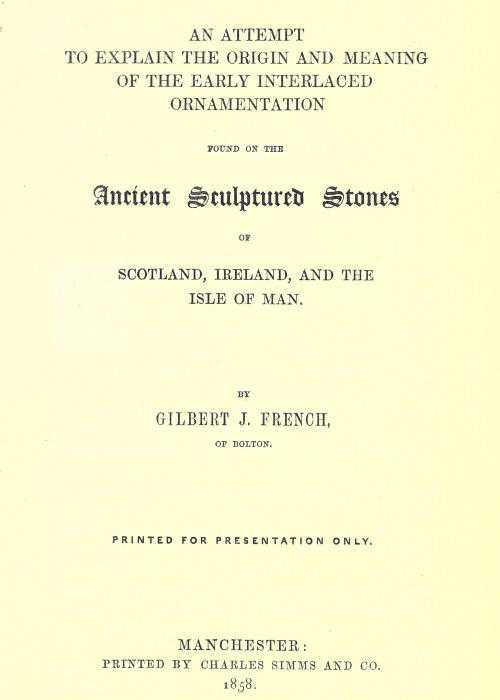 AN ATTEMPT
TO EXPLAIN THE ORIGIN AND MEANING
OF THE EARLY INTERLACED
ORNAMENTATION
FOUND ON THE
Ancient Sculptured Stones
OF
SCOTLAND, IRELAND, AND THE
ISLE OF MAN.
BY
GILBERT J. FRENCH,
OF BOLTON.
PRINTED FOR PRESENTATION ONLY.
MANCHESTER:
PRINTED BY CHARLES SIMMS AND CO.
1858.